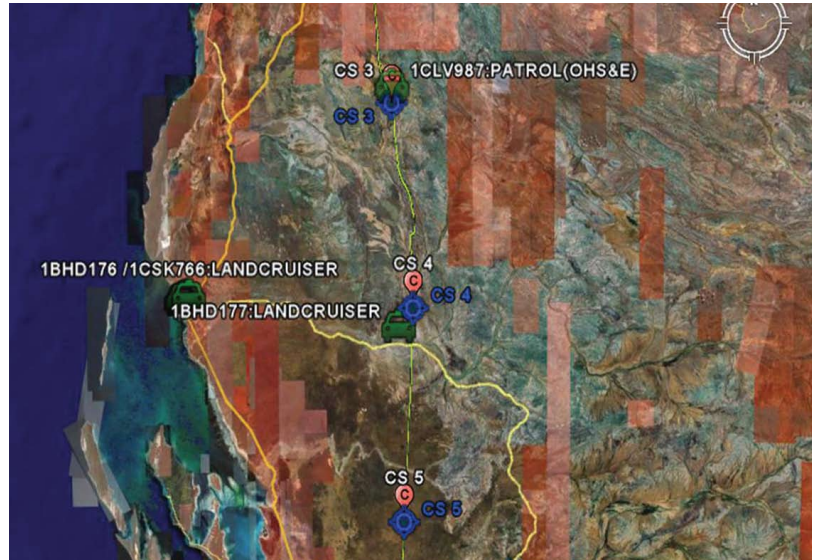 CS 3 1CLV987:PATROL(OHS&E)
CS 3
1BHD176 /1CSK766:LANDCRUISER
CS 4
C
CS 4
1BHD177:LANDCRUISER
CS 5
C
CS 5